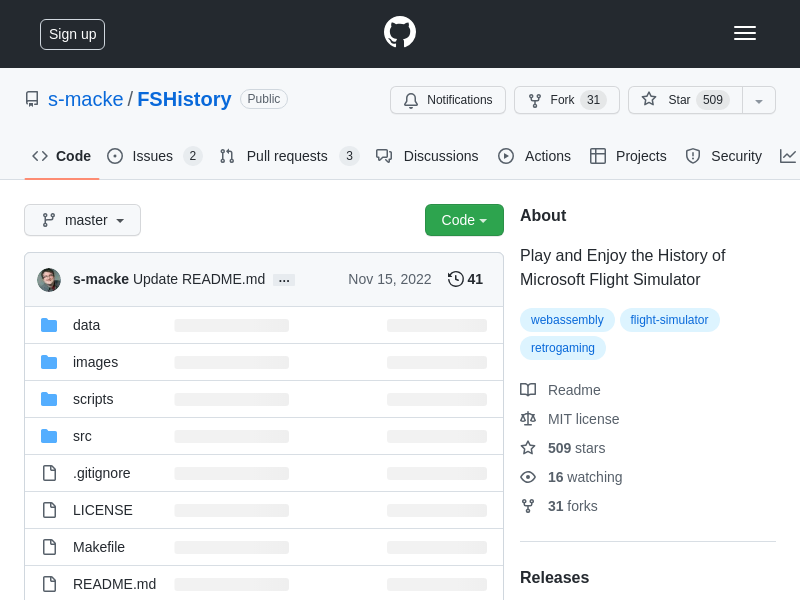 Sign up
s-macke / FSHistory Public
Notifications Fork 31 Star 509
Code Issues 2 Pull requests 3 Discussions Actions Projects Security
master Code
s-macke Update README.md ... Nov 15, 2022 41
data
images
scripts
src
.gitignore
LICENSE
Makefile
README.md
About
Play and Enjoy the History of
Microsoft Flight Simulator
webassembly flight-simulator
retrogaming
Readme
MIT license
509 stars
16 watching
31 forks
Releases